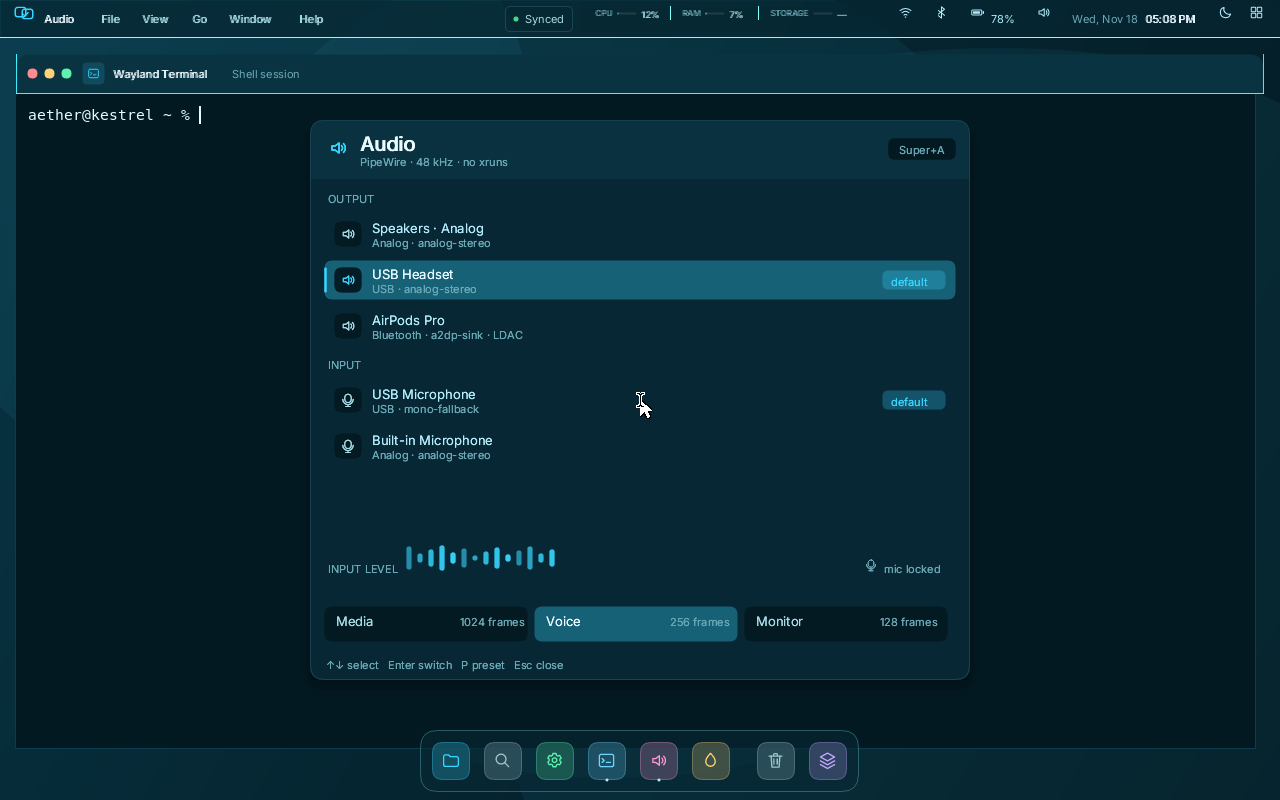 Audio File View Go Window Help Synced CPU 12% RAM 7% STORAGE — 78% Wed, Nov 18 05:08 PM
Wayland Terminal Shell session
aether@kestrel ~ %
Audio
PipeWire · 48 kHz · no xruns
Super+A
OUTPUT
Speakers · Analog
Analog · analog-stereo
USB Headset
USB · analog-stereo
default
AirPods Pro
Bluetooth · a2dp-sink · LDAC
INPUT
USB Microphone
USB · mono-fallback
default
Built-in Microphone
Analog · analog-stereo
INPUT LEVEL mic locked
Media 1024 frames Voice 256 frames Monitor 128 frames
↑↓ select Enter switch P preset Esc close